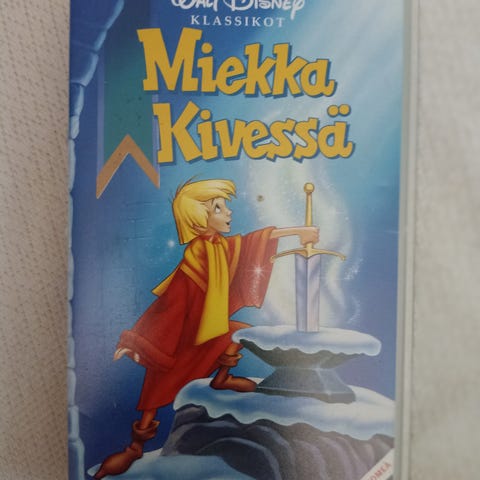 Walt Disney
KLASSIKOT
Miekka
Kivessä